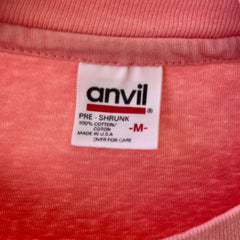 anvil®
PRE-SHRUNK
100% COTTON/
COTON
-M-
MADE IN U.S.A
OVER FOR CARE